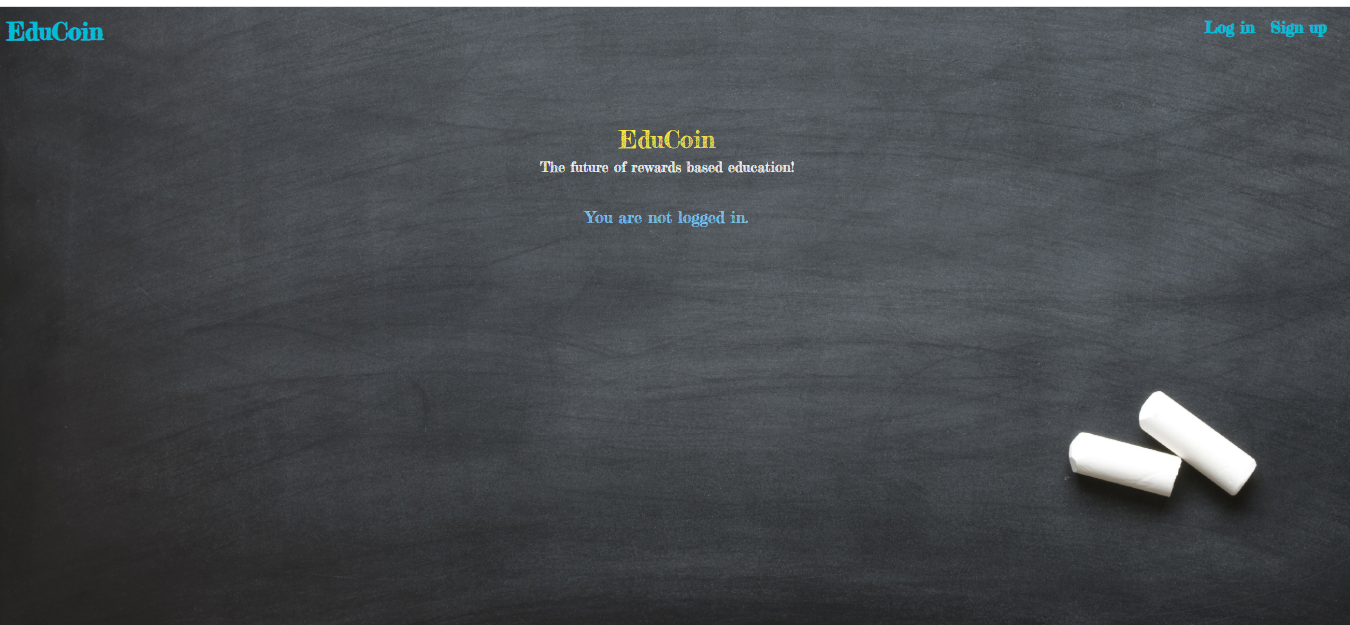 EduCoin
Log in Sign up
EduCoin
The future of rewards based education!
You are not logged in.